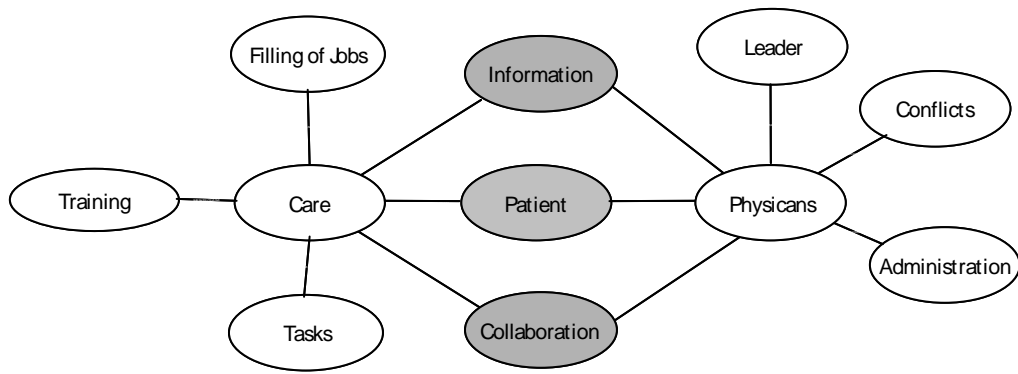 Filling of Jobs
Information
Leader
Conflicts
Training
Care
Patient
Physicans
Administration
Tasks
Collaboration